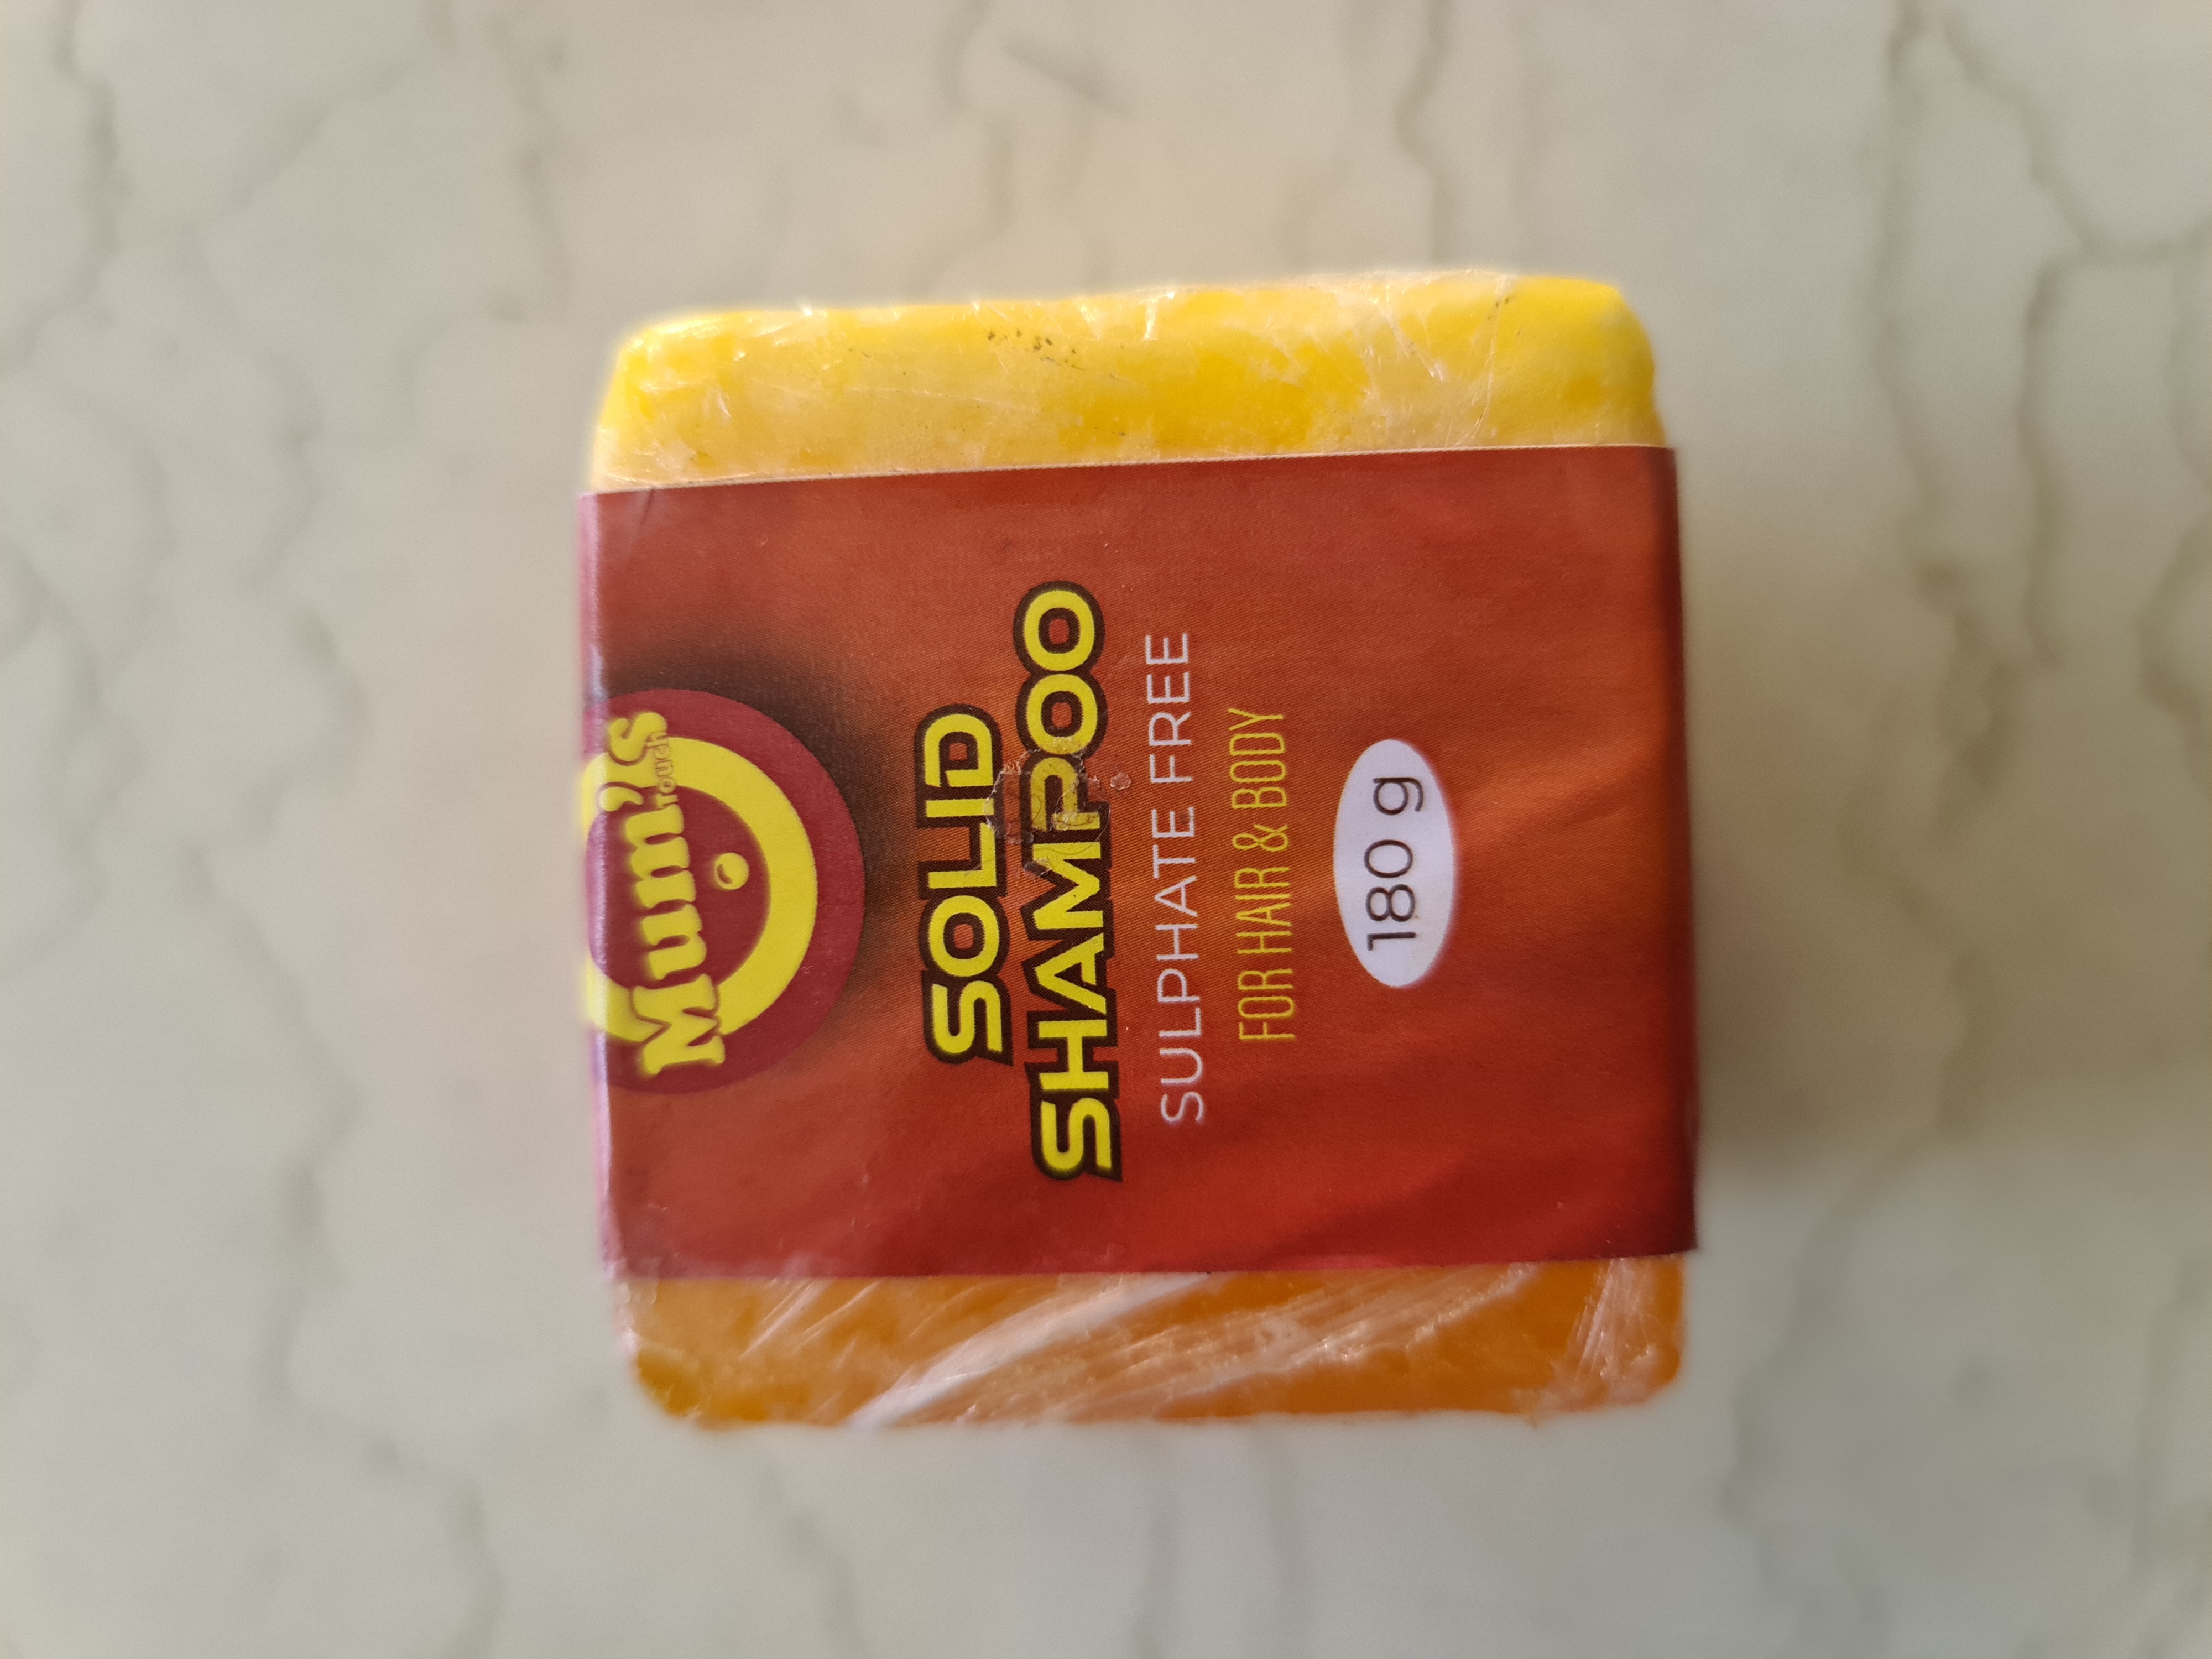 Mum's
TOUCH
SOLID
SHAMPOO
SULPHATE FREE
FOR HAIR & BODY
180 g